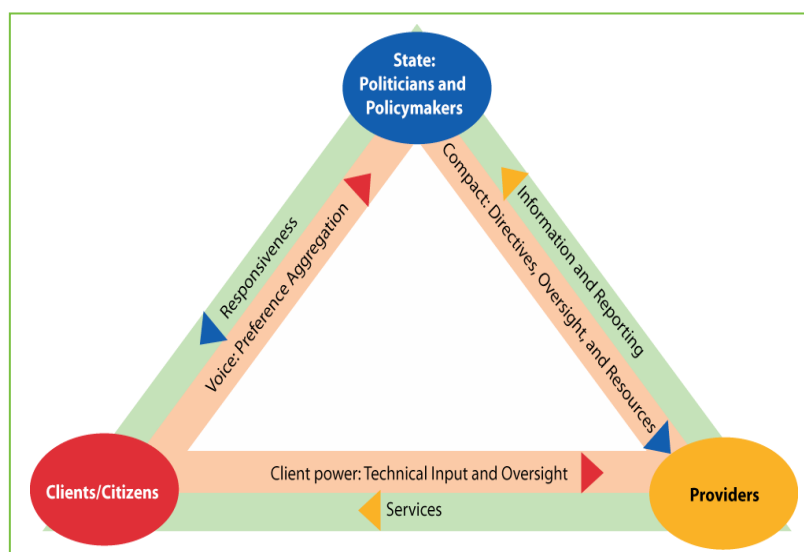 State:
Politicians and
Policymakers
Responsiveness
Voice: Preference Aggregation
Compact: Directives, Oversight, and Resources
Information and Reporting
Clients/Citizens
Client power: Technical Input and Oversight
Services
Providers